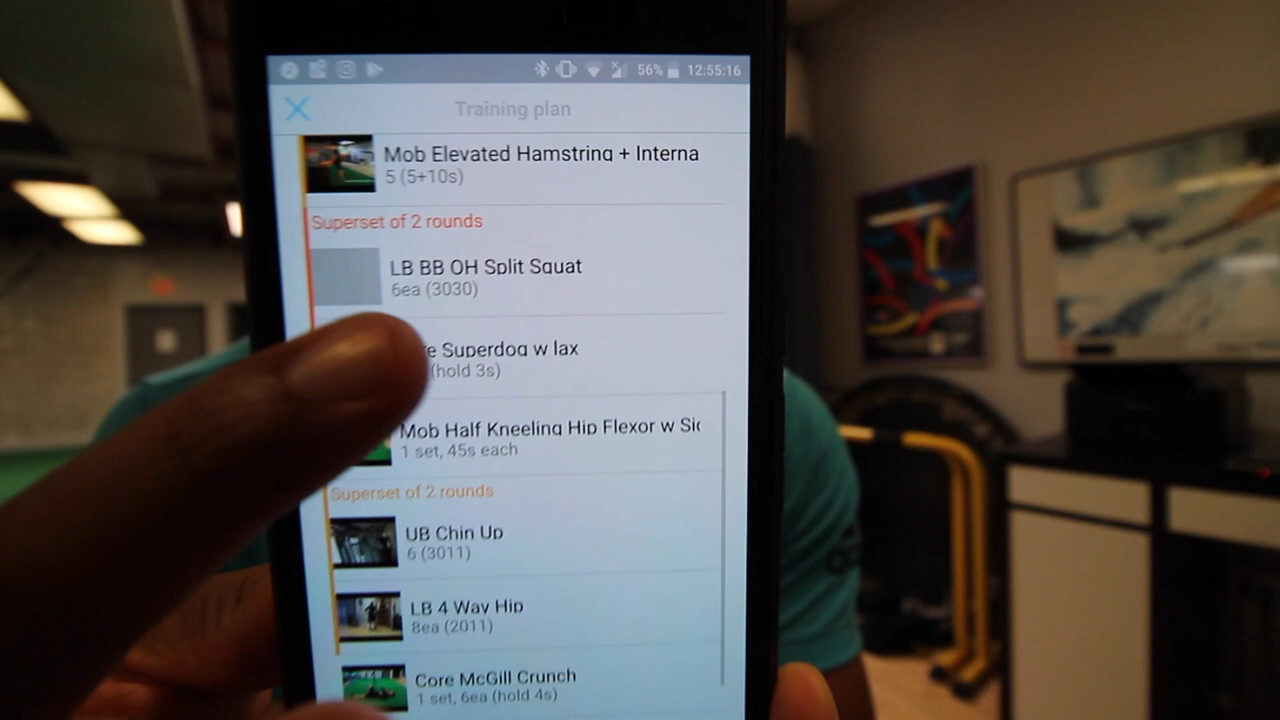 56% 12:55:16
Training plan
Mob Elevated Hamstring + Interna
5 (5+10s)
Superset of 2 rounds
LB BB OH Split Squat
6ea (3030)
Superdog w lax
(hold 3s)
Mob Half Kneeling Hip Flexor w
1 set, 45s each
Superset of 2 rounds
UB Chin Up
6 (3011)
LB 4 Way Hip
8ea (2011)
Core McGill Crunch
1 set, 6ea (hold 4s)